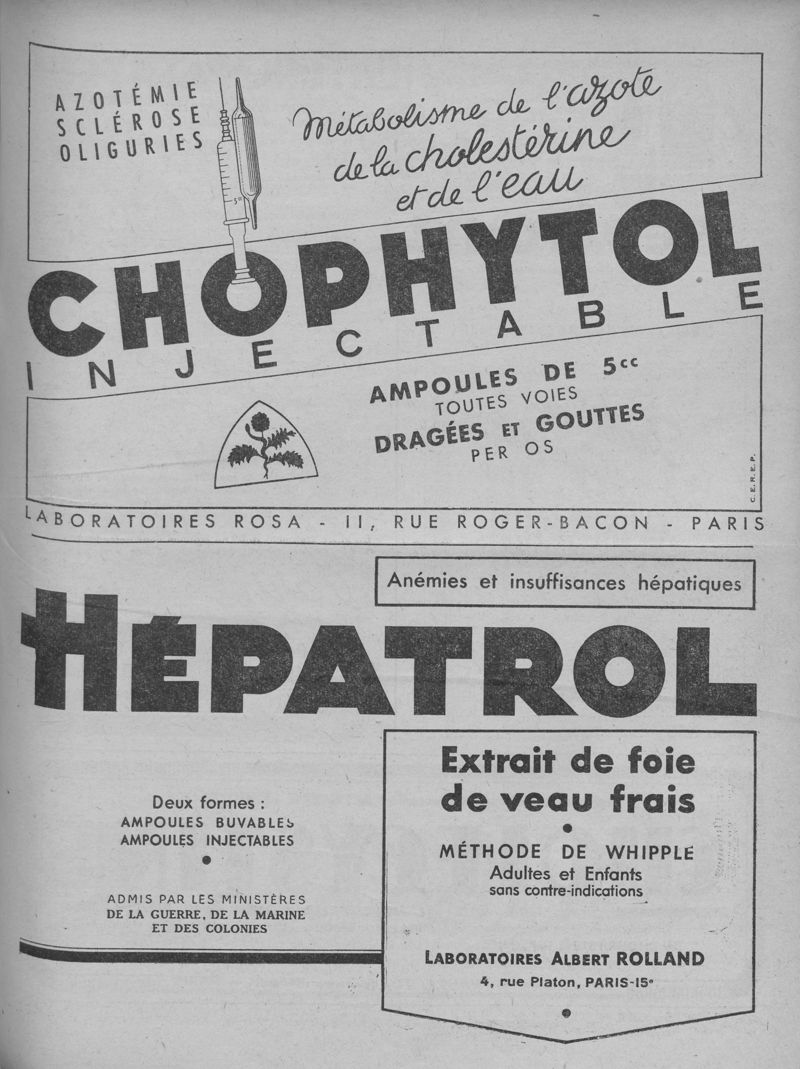 AZOTÉMIE
SCLÉROSE
OLIGURIES
5cc
Métabolisme de l'azote
de la cholestérine
et de l'eau
CHOPHYTOL
INJECTABLE
AMPOULES DE 5cc
TOUTES VOIES
DRAGÉES ET GOUTTES
PER OS
C.E.R.E.P.
LABORATOIRES ROSA - II, RUE ROGER-BACON - PARIS
Anémies et insuffisances hépatiques
HÉPATROL
Deux formes :
AMPOULES BUVABLES
AMPOULES INJECTABLES
ADMIS PAR LES MINISTÈRES
DE LA GUERRE, DE LA MARINE
ET DES COLONIES
Extrait de foie
de veau frais
MÉTHODE DE WHIPPLE
Adultes et Enfants
sans contre-indications
LABORATOIRES ALBERT ROLLAND
4, rue Platon, PARIS-15e